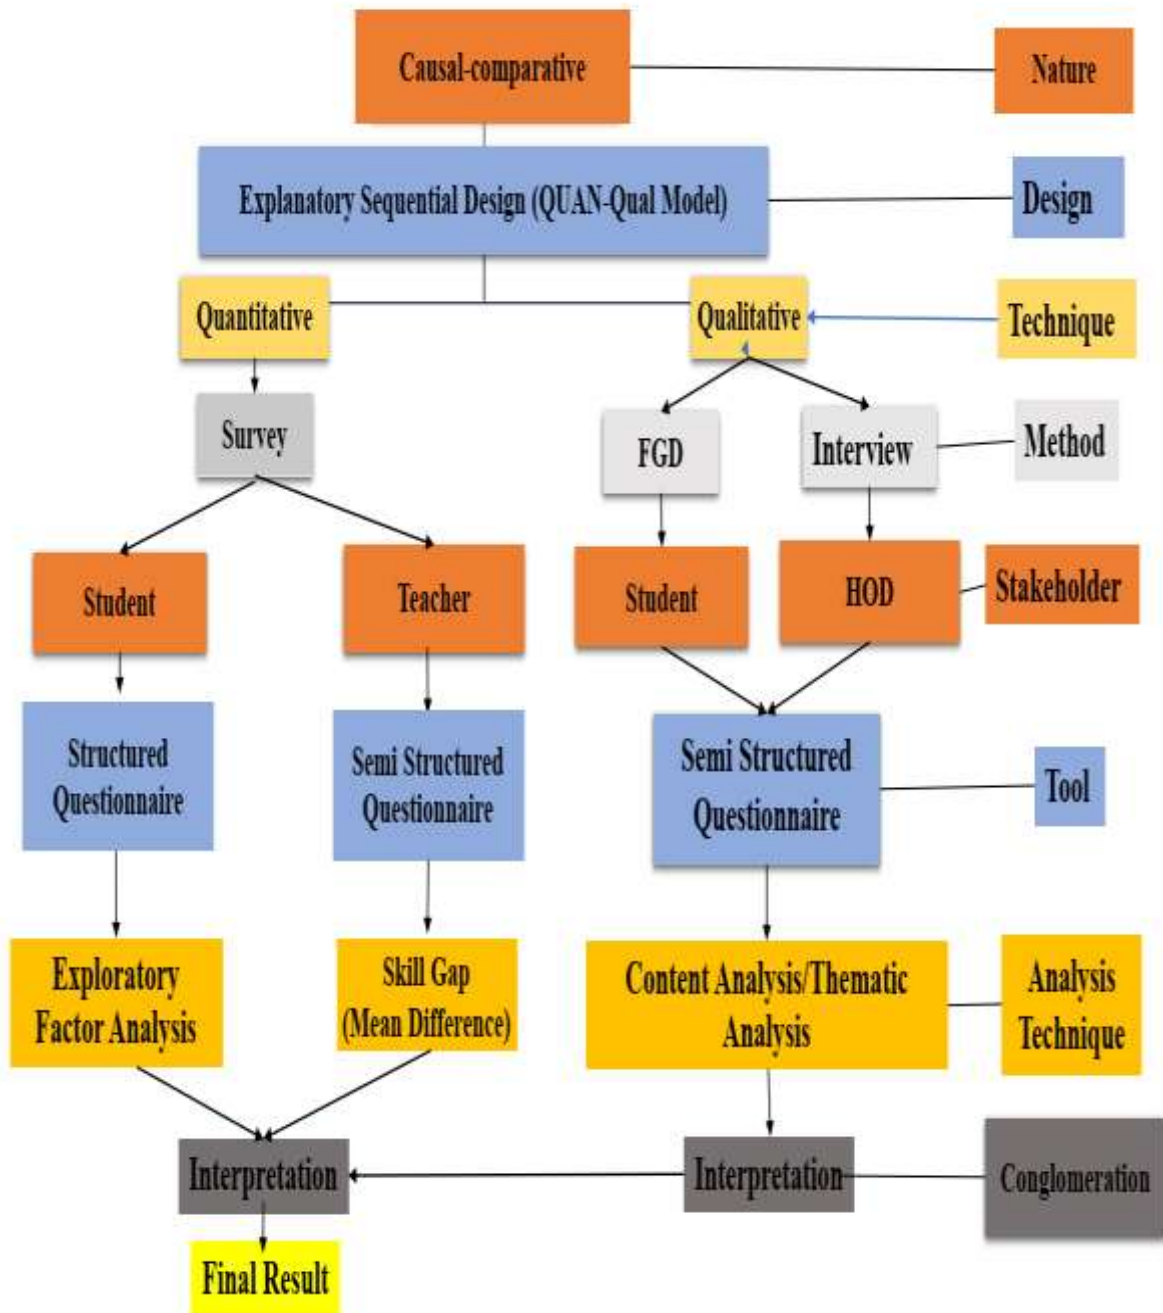 Causal-comparative
Nature
Explanatory Sequential Design (QUAN-Qual Model)
Design
Quantitative
Qualitative
Technique
Survey
FGD
Interview
Method
Student
Teacher
Student
HOD
Stakeholder
Structured
Questionnaire
Semi Structured
Questionnaire
Semi Structured
Questionnaire
Tool
Exploratory
Factor Analysis
Skill Gap
(Mean Difference)
Content Analysis/Thematic
Analysis
Analysis
Technique
Interpretation
Interpretation
Conglomeration
Final Result